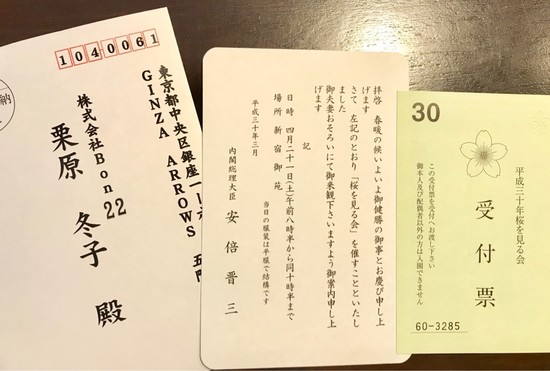 1040061
東京都中央区銀座一ー六
GINZA ARROWS 五
株式会社Bon22
栗原 冬子 殿
納
拝啓 春暖の候いよいよ御健勝の御事とお慶び申し上
げます
さて 左記のとおり「桜を見る会」を催すことといたし
ました
御夫妻おそろいにて御来観下さいますよう御案内申し上
げます
記
日時 四月二十一日(土)午前八時半から同十時半まで
場所 新宿御苑
当日の服装は平服で結構です
平成三十年三月
内閣総理大臣 安倍晋三
30
平成三十年桜を見る会
受付票
この受付票を受付へお渡し下さい
御本人及び配偶者以外の方は入園できません
60-3285